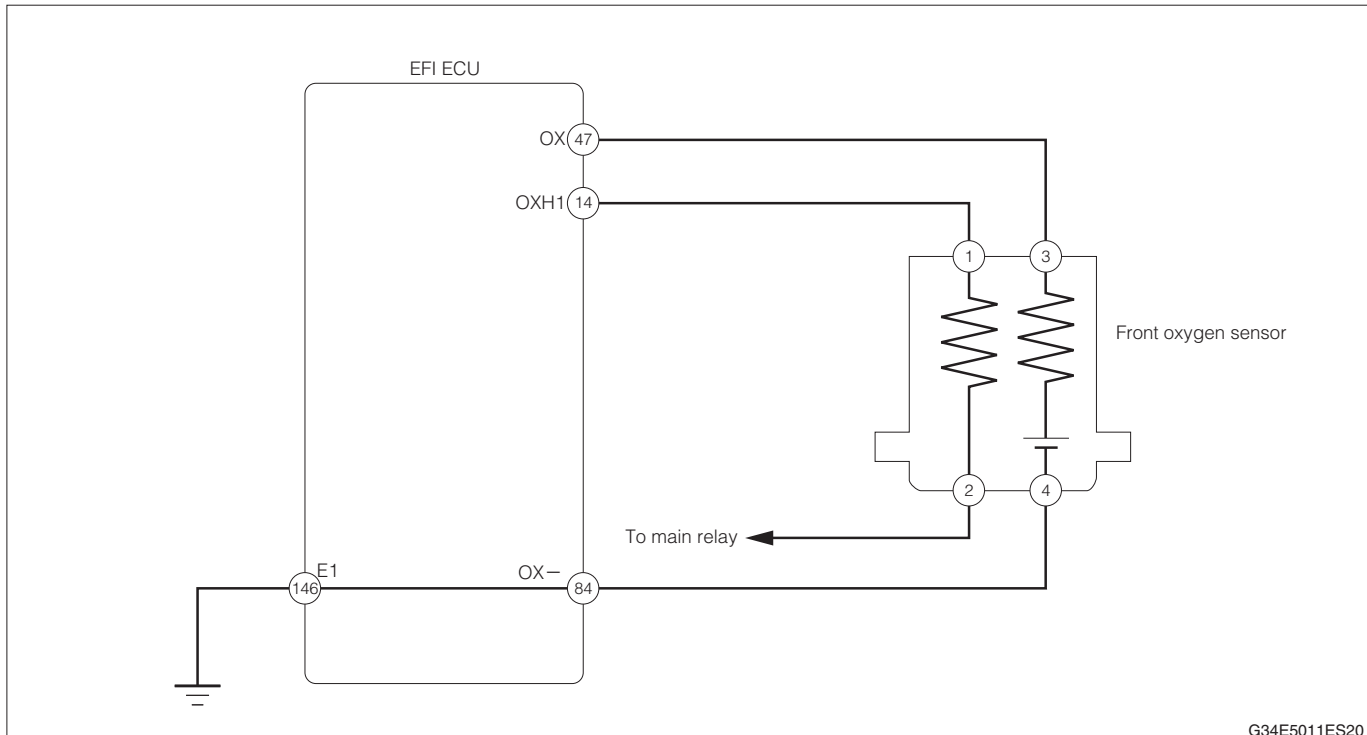 EFI ECU
OX 47
OXH1 14
1 3
Front oxygen sensor
2 4
To main relay
E1
146
OX− 84
G34E5011ES20